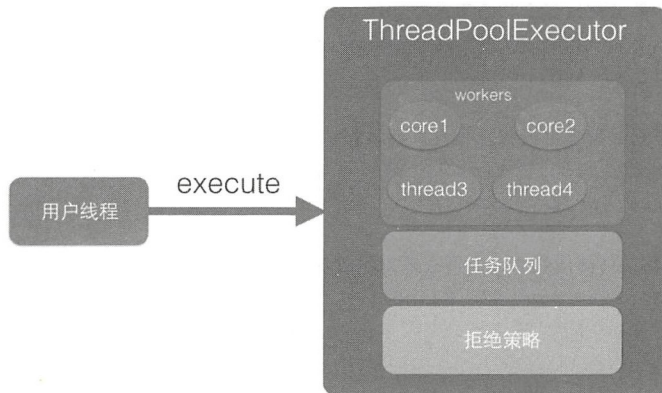 ThreadPoolExecutor
workers
core1 core2
execute
thread3 thread4
用户线程
任务队列
拒绝策略